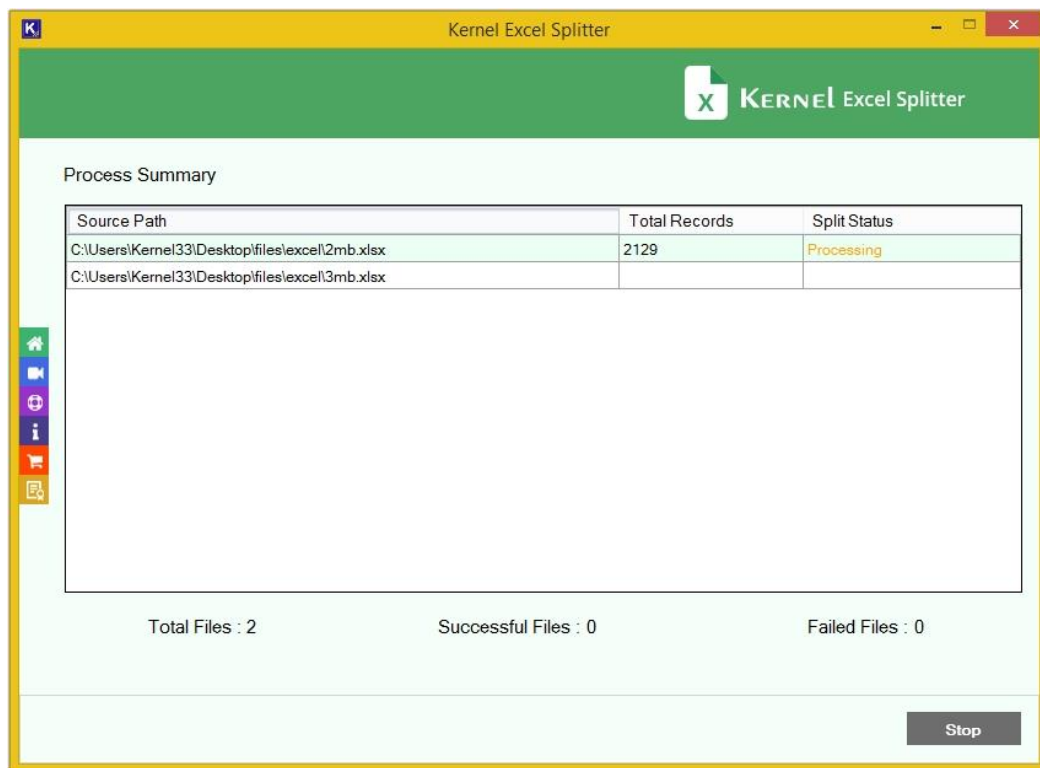 Kernel Excel Splitter
KERNEL Excel Splitter
Process Summary
Source Path Total Records Split Status
C:\Users\Kernel33\Desktop\files\excel\2mb.xlsx 2129 Processing
C:\Users\Kernel33\Desktop\files\excel\3mb.xlsx
Total Files : 2 Successful Files : 0 Failed Files : 0
Stop